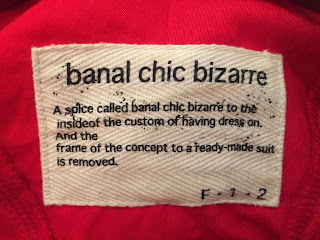 banal chic bizarre
A spice called banal chic bizarre to the
insideof the custom of having dress on.
And the
frame of the concept to a ready-made suit
is removed.
F - 1 - 2